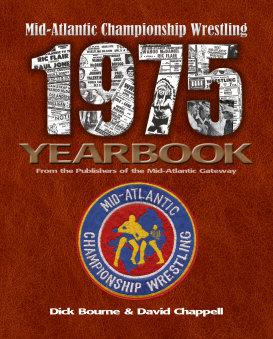 Mid-Atlantic Championship Wrestling
1975
YEARBOOK
From the Publishers of the Mid-Atlantic Gateway
MID-ATLANTIC
CHAMPIONSHIP WRESTLING
Dick Bourne & David Chappell